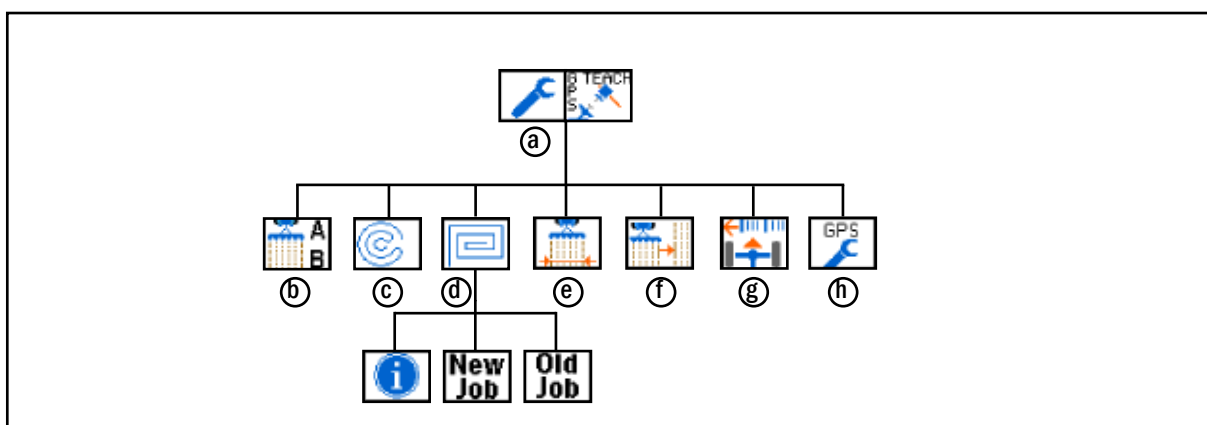 G TEACH
P
S
ⓐ
A
B
GPS
ⓑ ⓒ ⓓ ⓔ ⓕ ⓖ ⓗ
i New Old
Job Job